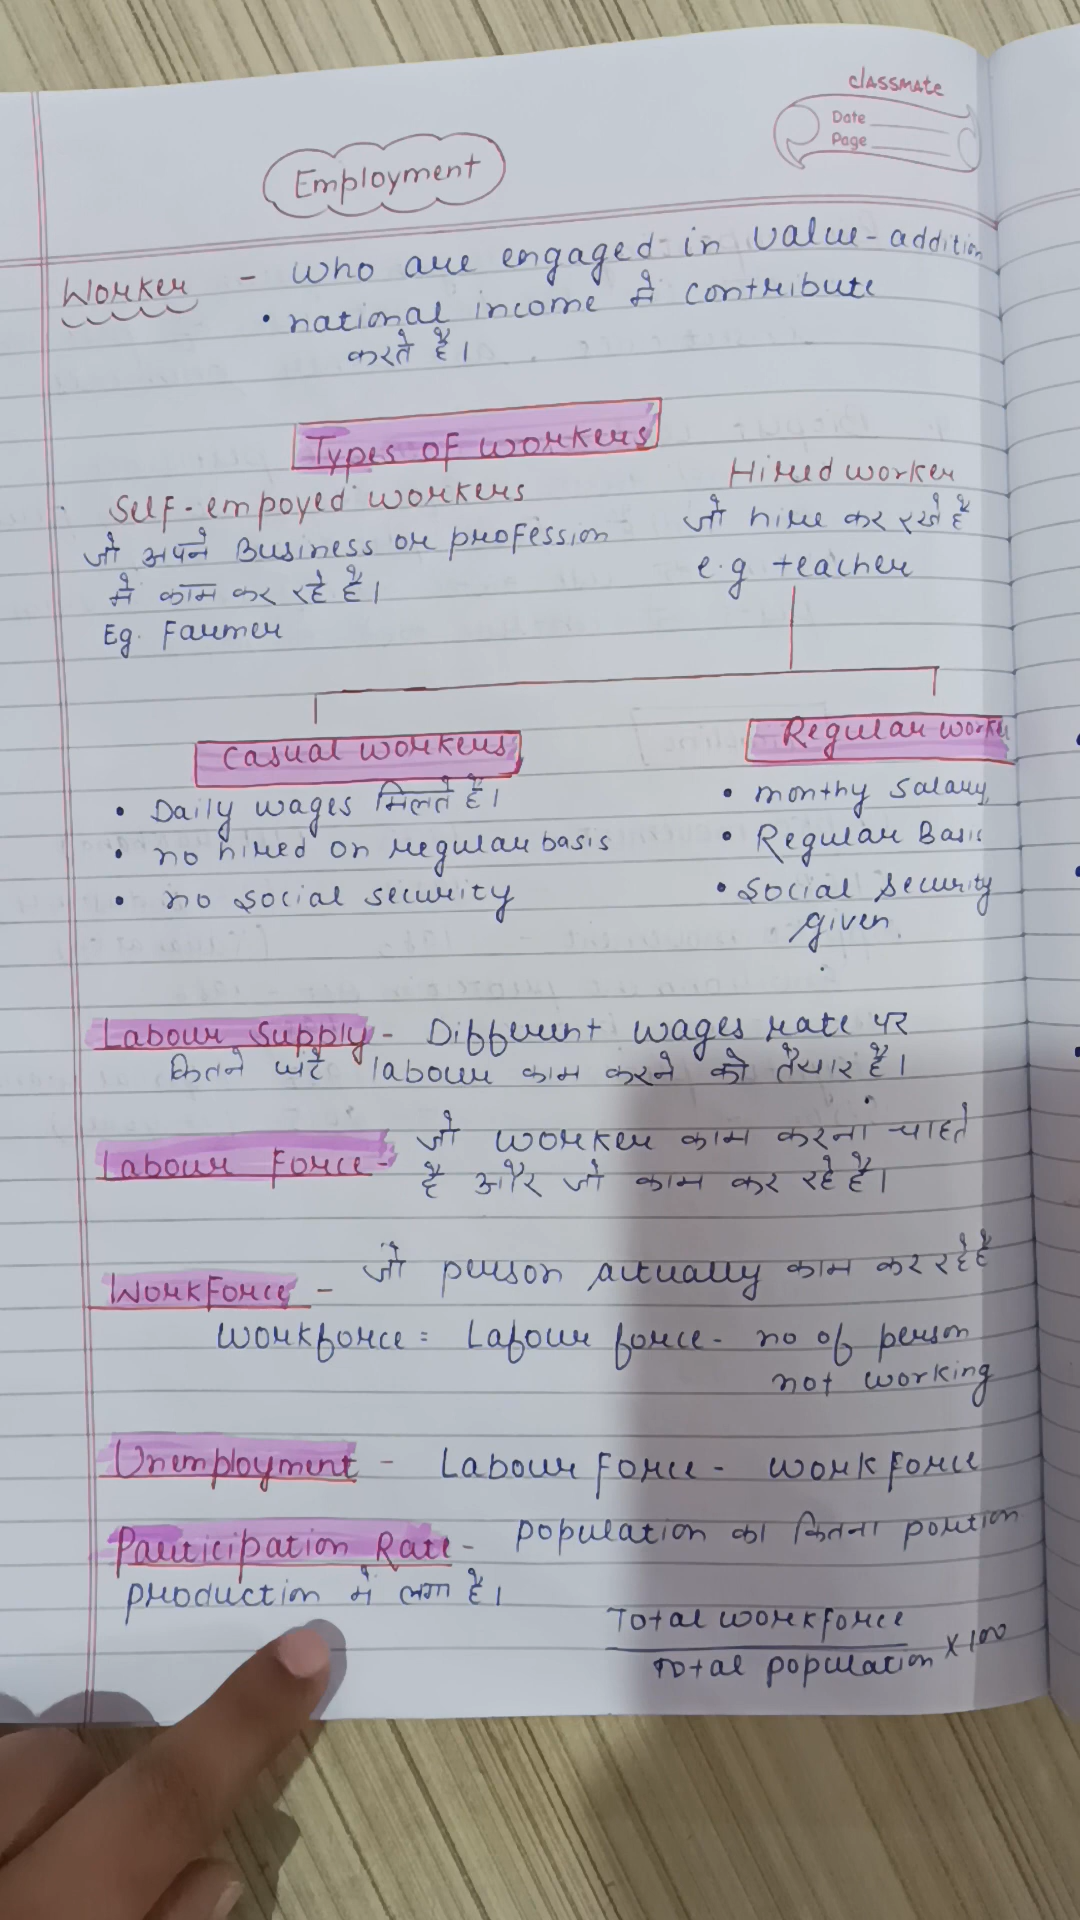 classmate
Date
Page
Employment
Worker - who are engaged in value-addition
• national income में contribute
करते है।
Types of workers
Self-empoyed workers
जो अपने Business or profession
में काम कर रहे है।
Eg. Farmer
Hired worker
जो hire कर रखे है
e.g teacher
Casual workers
• Daily wages मिलते है।
• no hired on regular basis
• no social security
Regular worke
• monthy salary
• Regular Basis
• Social Security
given
Labour Supply - Different wages rate पर
कितने घंटे labour काम करने को तैयार है।
Labour Force - जो worker काम करना चाहते
है और जो काम कर रहे है।
Workforce - जो person actually काम कर रहे है
workforce = Labour force - no of person
not working
Unemployment - Labour Force - workforce
Participation Rate - population का कितना portion
production में लगा है।
Total workforce
Total population × 100